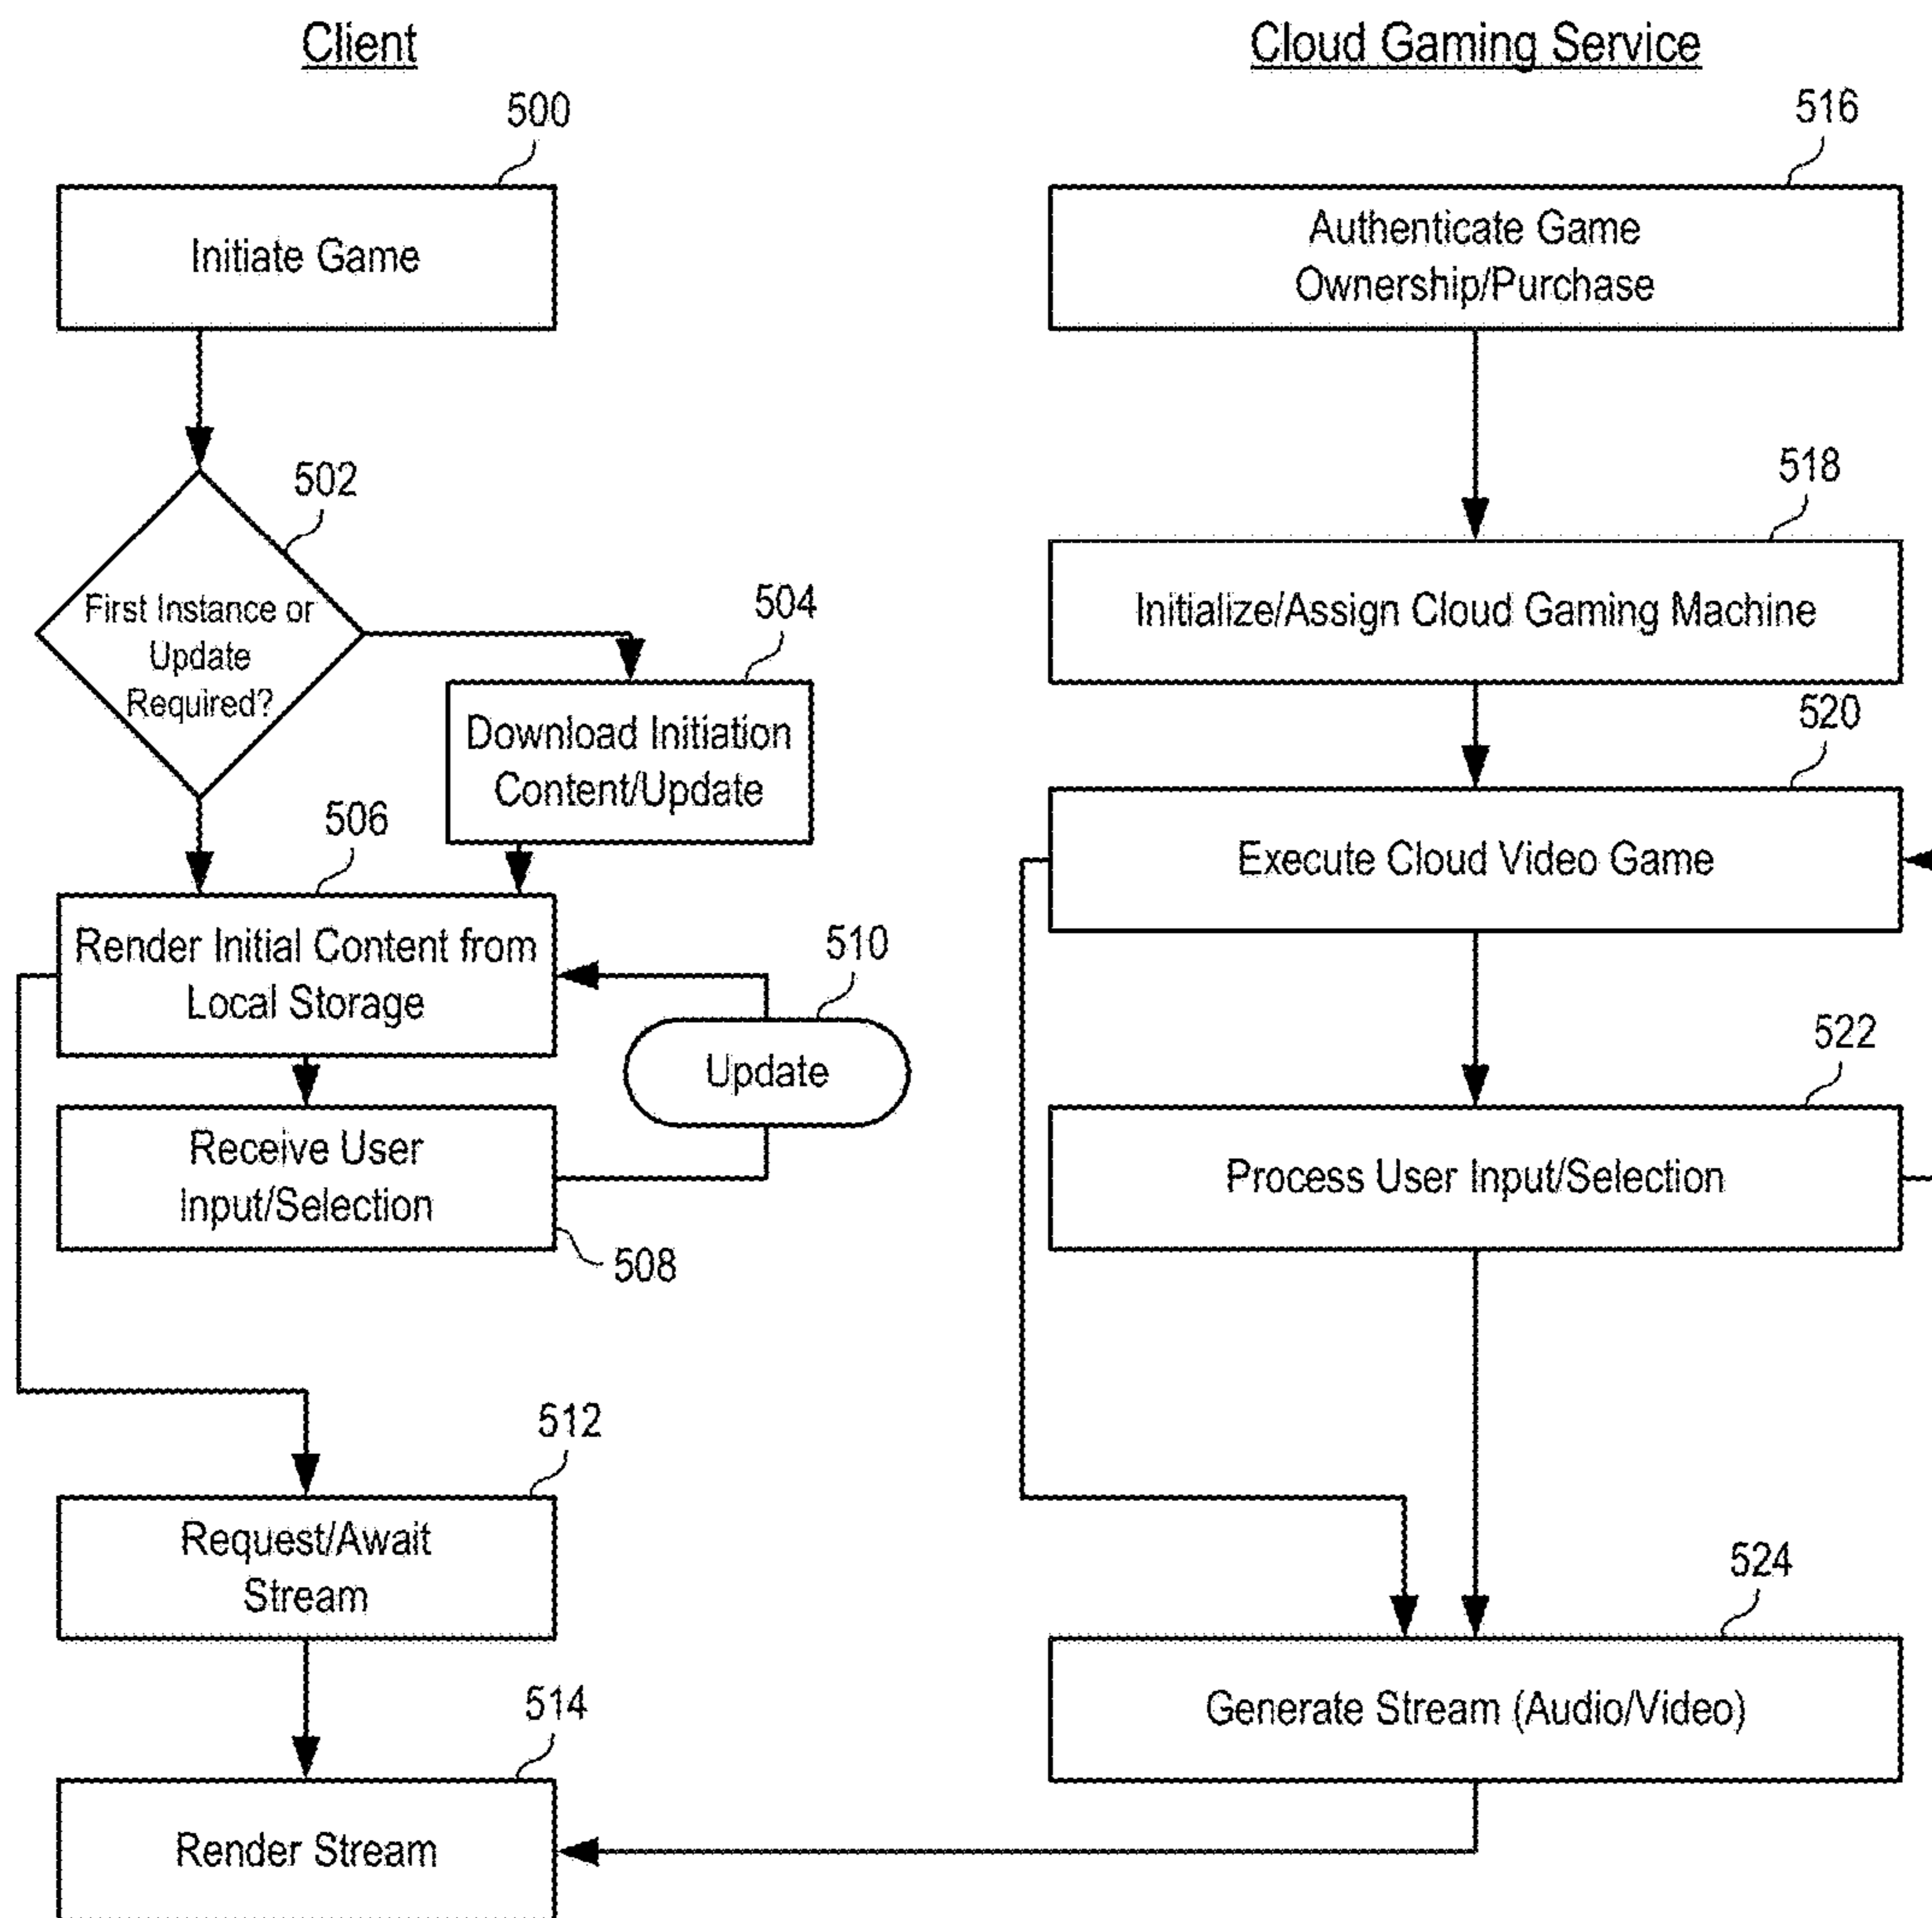 Client
500
Initiate Game
502
First Instance or
Update
Required?
504
Download Initiation
Content/Update
506
Render Initial Content from
Local Storage
510
Update
Receive User
Input/Selection
508
512
Request/Await
Stream
514
Render Stream
Cloud Gaming Service
516
Authenticate Game
Ownership/Purchase
518
Initialize/Assign Cloud Gaming Machine
520
Execute Cloud Video Game
522
Process User Input/Selection
524
Generate Stream (Audio/Video)